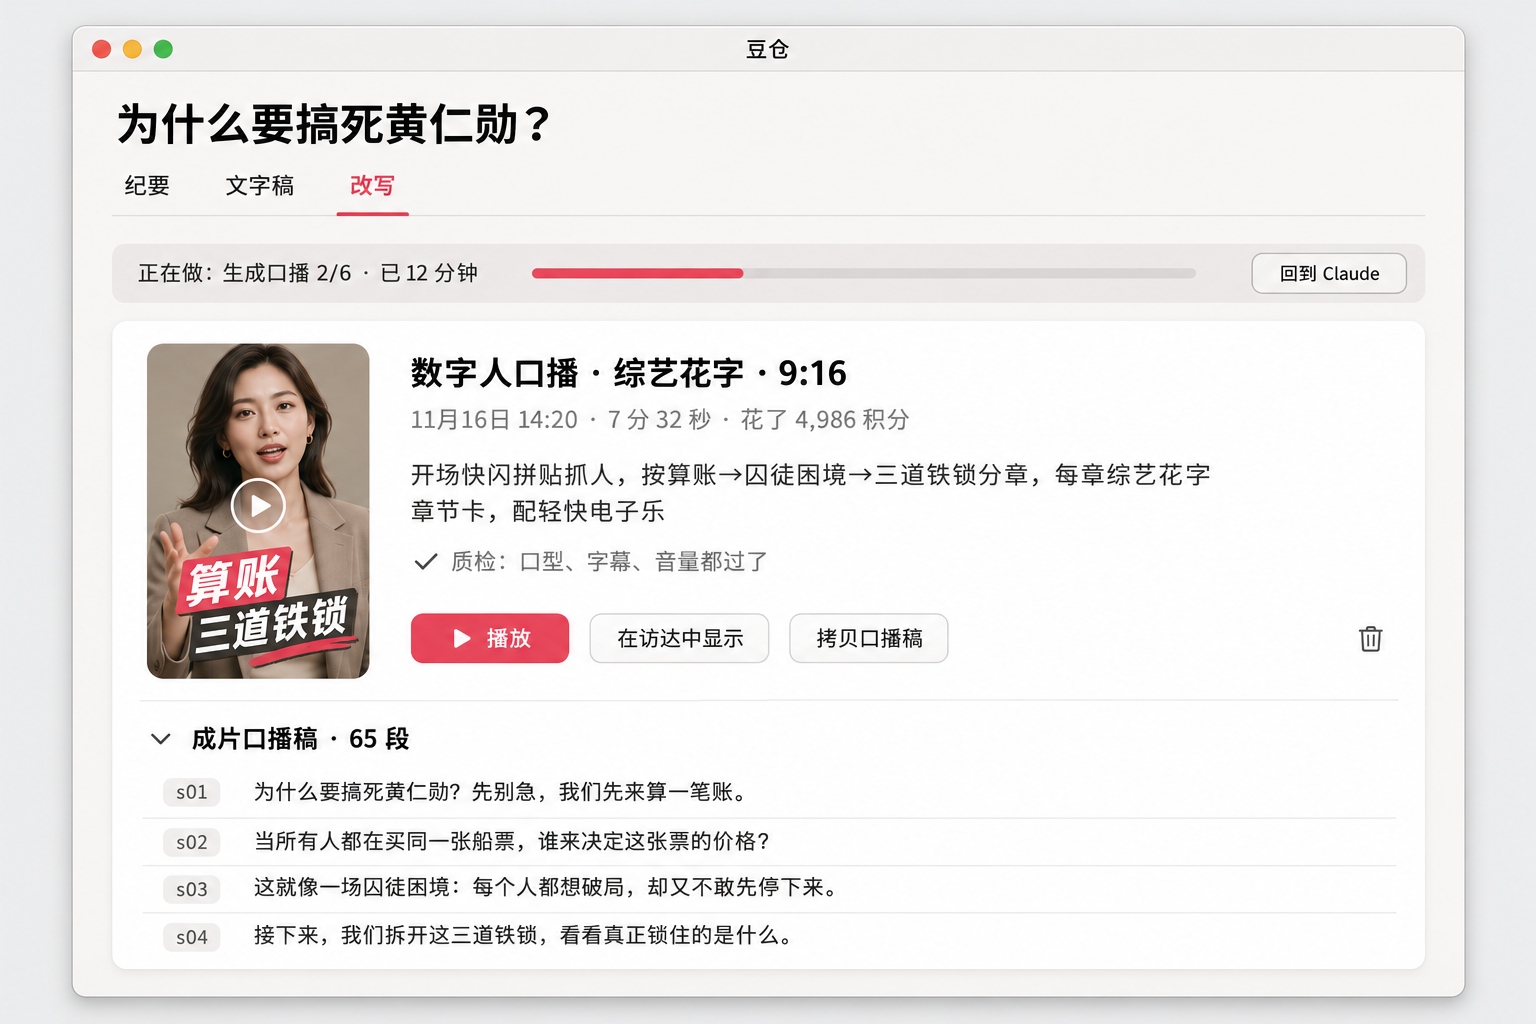 豆仓
为什么要搞死黄仁勋？
纪要 文字稿 改写
正在做：生成口播 2/6 · 已 12 分钟
回到 Claude
数字人口播 · 综艺花字 · 9:16
11月16日 14:20 · 7 分 32 秒 · 花了 4,986 积分
开场快闪拼贴抓人，按算账→囚徒困境→三道铁锁分章，每章综艺花字
章节卡，配轻快电子乐
质检：口型、字幕、音量都过了
算账
三道铁锁
播放 在访达中显示 拷贝口播稿
成片口播稿 · 65 段
s01 为什么要搞死黄仁勋？先别急，我们先来算一笔账。
s02 当所有人都在买同一张船票，谁来决定这张票的价格？
s03 这就像一场囚徒困境：每个人都想破局，却又不敢先停下来。
s04 接下来，我们拆开这三道铁锁，看看真正锁住的是什么。